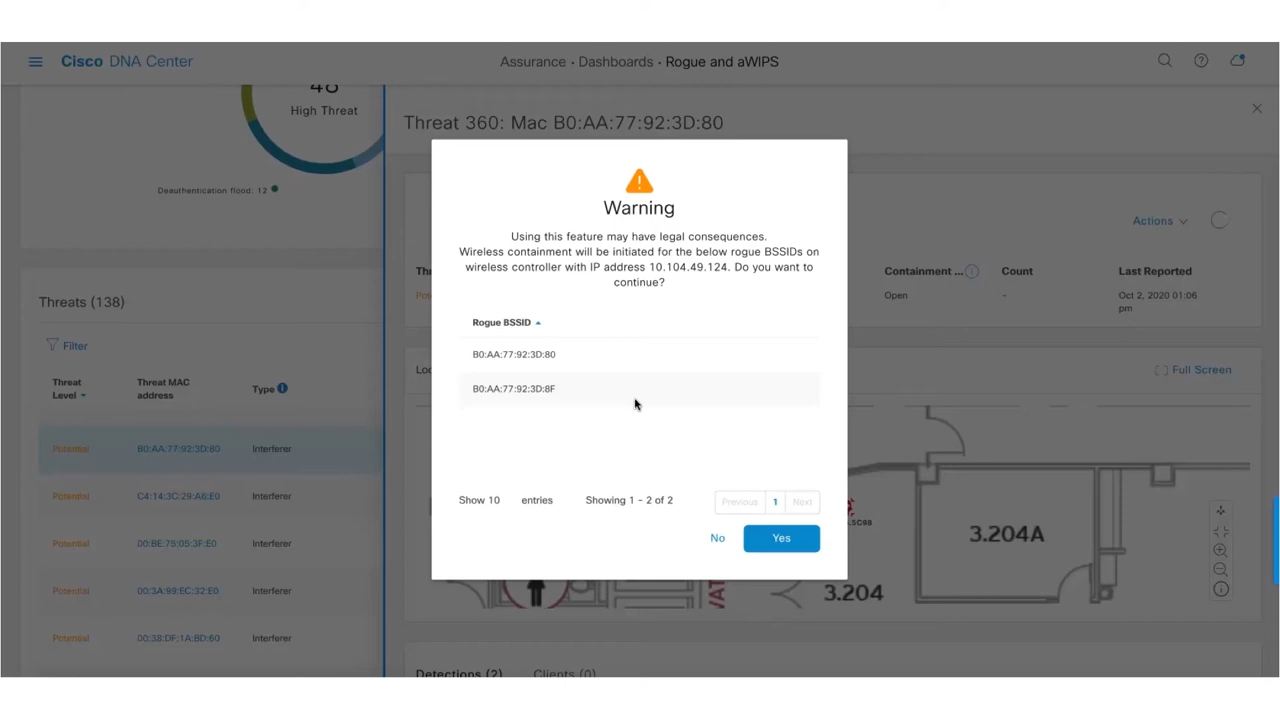 Cisco DNA Center
Assurance · Dashboards · Rogue and aWIPS
High Threat
Deauthentication flood: 12
Threats (138)
Filter
Threat Level
Threat MAC address
Type
Potential B0:AA:77:92:3D:80 Interferer
Potential C4:14:3C:29:A6:E0 Interferer
Potential 00:BE:75:05:3F:E0 Interferer
Potential 00:3A:99:EC:32:E0 Interferer
Potential 00:38:DF:1A:BD:60 Interferer
Threat 360: Mac B0:AA:77:92:3D:80
Actions
Containment ...
Count
Last Reported
Open
-
Oct 2, 2020 01:06
pm
Full Screen
3.204A
3.204
Detections (2) Clients (0)
Warning
Using this feature may have legal consequences.
Wireless containment will be initiated for the below rogue BSSIDs on
wireless controller with IP address 10.104.49.124. Do you want to
continue?
Rogue BSSID
B0:AA:77:92:3D:80
B0:AA:77:92:3D:8F
Show 10 entries
Showing 1 - 2 of 2
Previous 1 Next
No
Yes